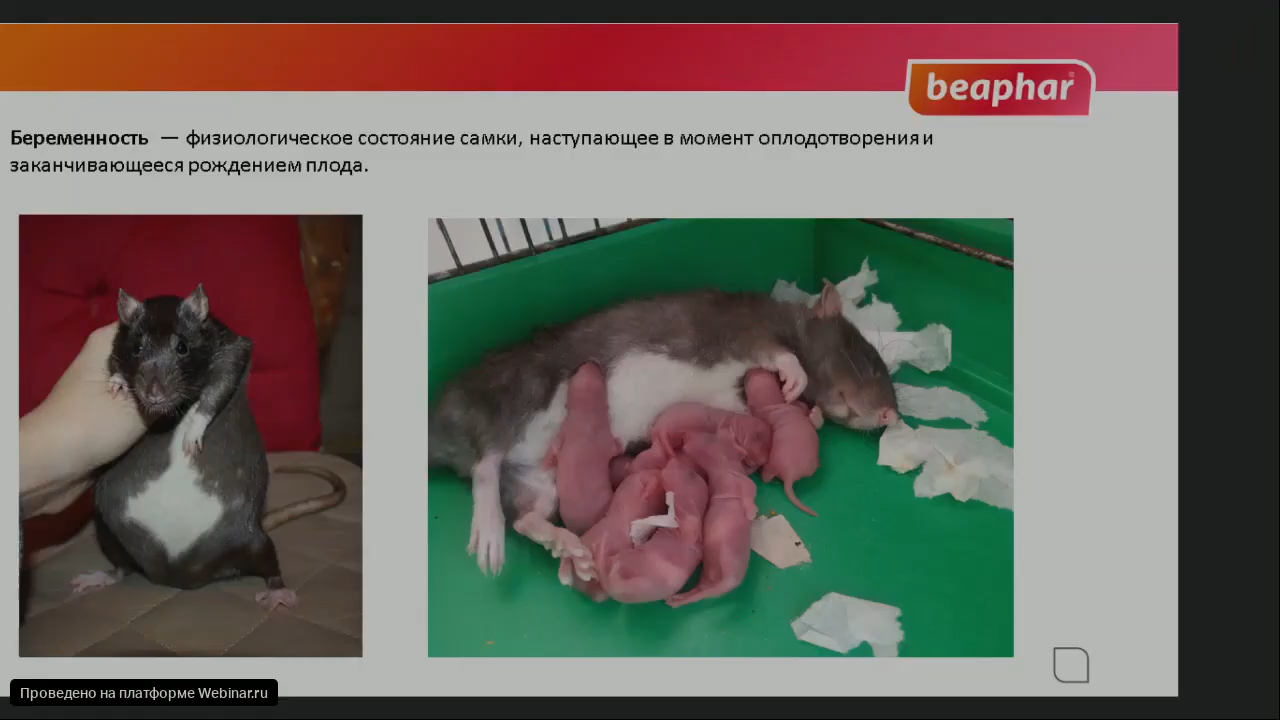 beaphar®
Беременность — физиологическое состояние самки, наступающее в момент оплодотворения и
заканчивающееся рождением плода.
Проведено на платформе Webinar.ru